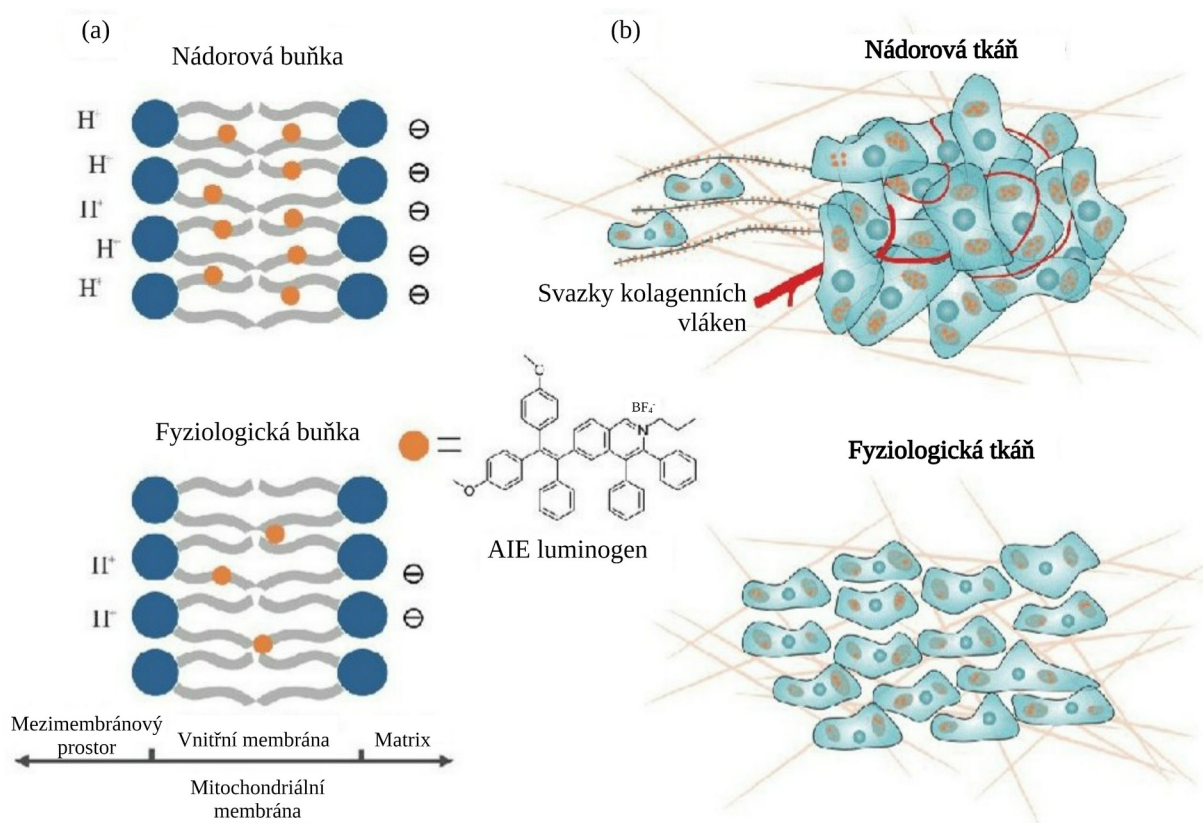 (a)
Nádorová buňka
H⁺
H⁺
H⁺
H⁺
H⁺
⊖
⊖
⊖
⊖
⊖
(b)
Nádorová tkáň
Svazky kolagenních
vláken
Fyziologická buňka
H⁺
H⁺
⊖
⊖
O
O
BF₄⁻
N⁺
AIE luminogen
Fyziologická tkáň
Mezimembránový
prostor
Vnitřní membrána
Matrix
Mitochondriální
membrána